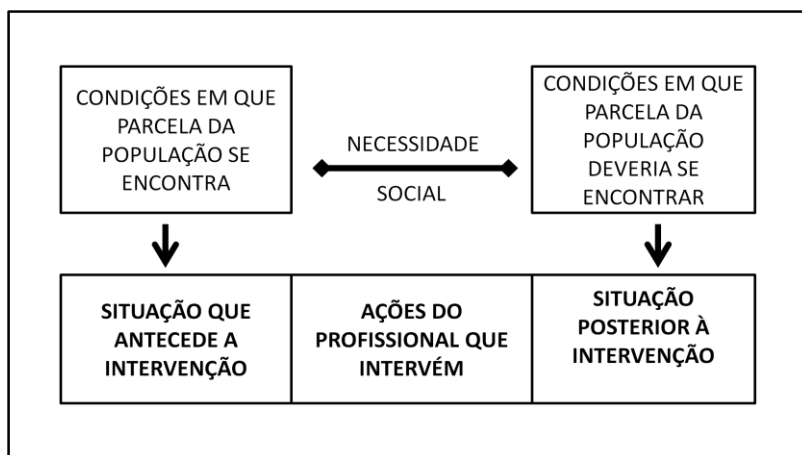 CONDIÇÕES EM QUE
PARCELA DA
POPULAÇÃO SE
ENCONTRA
NECESSIDADE
SOCIAL
CONDIÇÕES EM QUE
PARCELA DA
POPULAÇÃO
DEVERIA SE
ENCONTRAR
SITUAÇÃO QUE
ANTECEDE A
INTERVENÇÃO
AÇÕES DO
PROFISSIONAL QUE
INTERVÉM
SITUAÇÃO
POSTERIOR À
INTERVENÇÃO